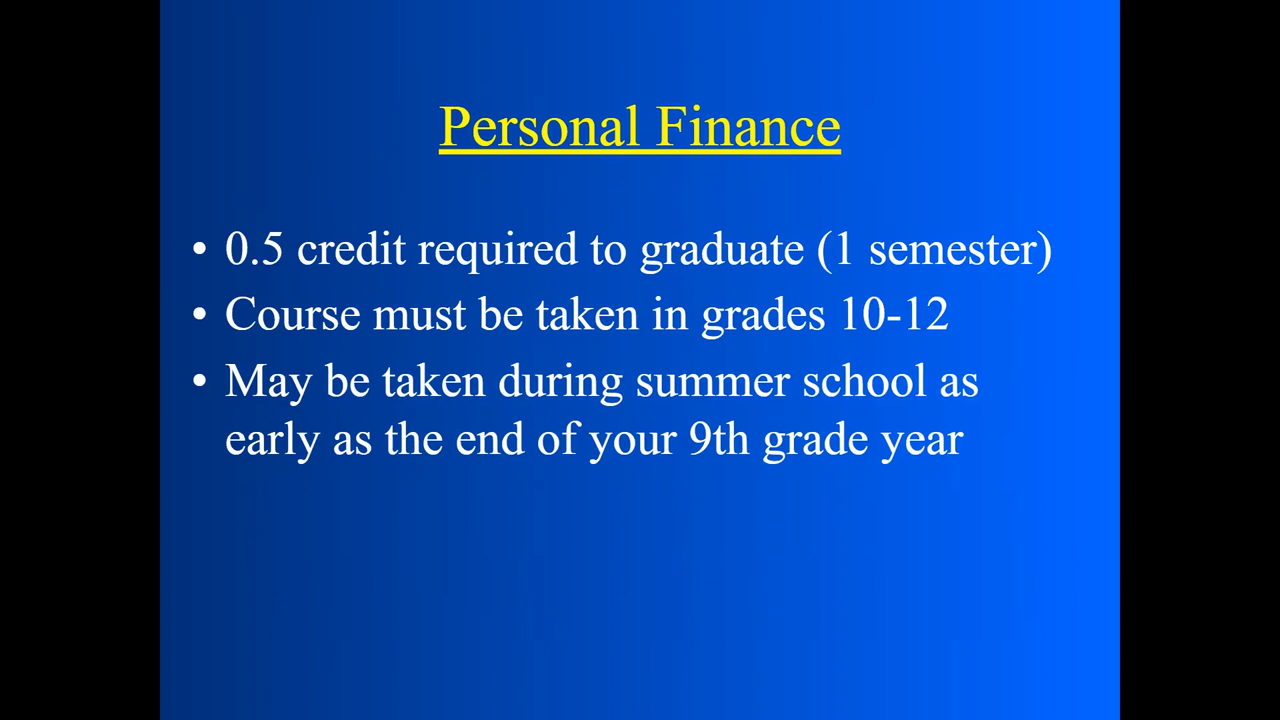 Personal Finance
• 0.5 credit required to graduate (1 semester)
• Course must be taken in grades 10-12
• May be taken during summer school as
early as the end of your 9th grade year